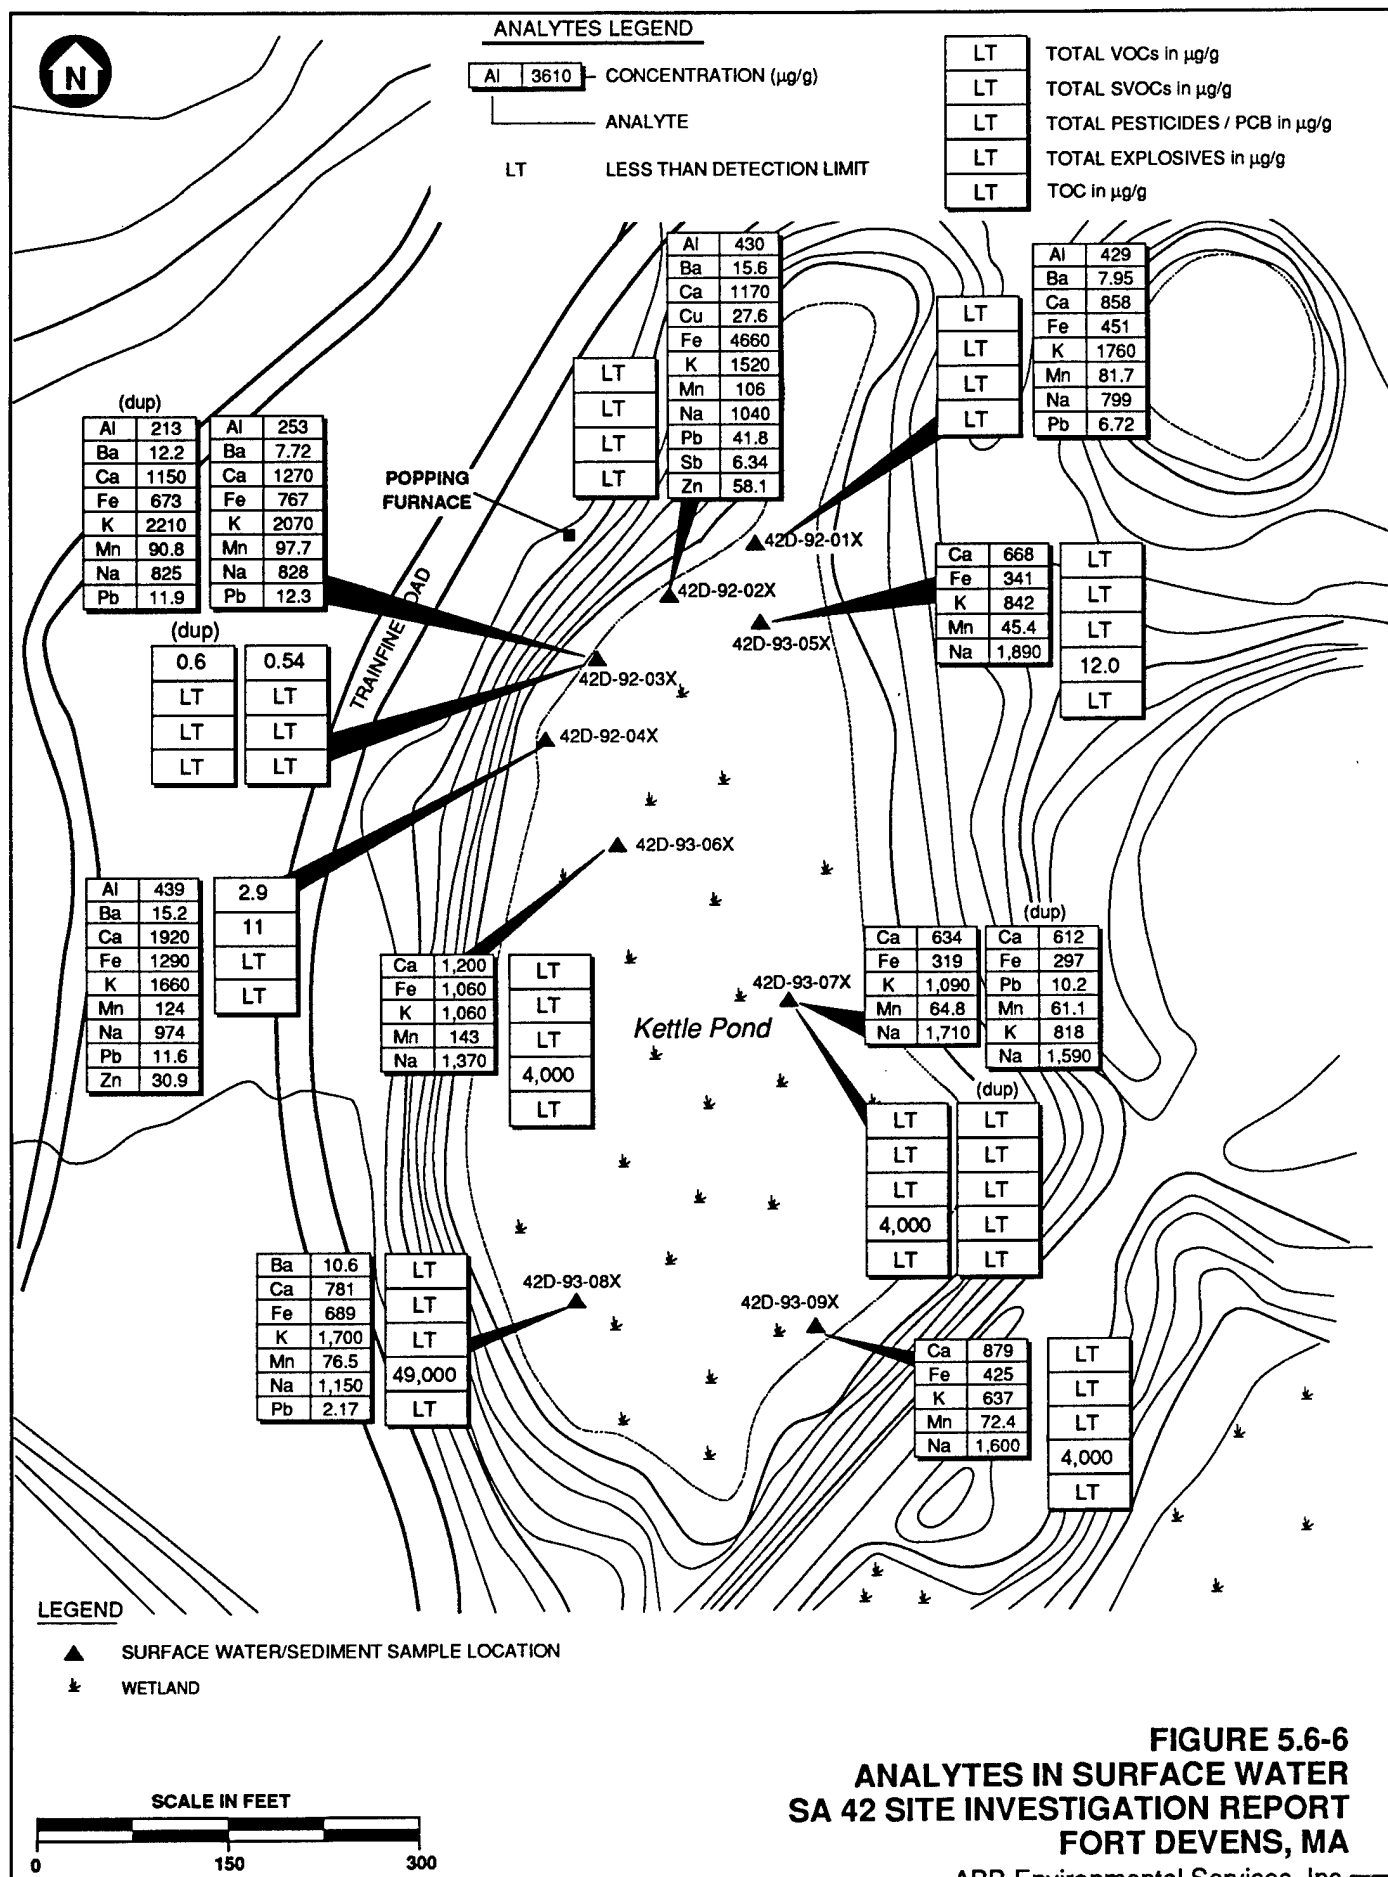 N
ANALYTES LEGEND
Al 3610 CONCENTRATION (µg/g)
ANALYTE
LT LESS THAN DETECTION LIMIT
LT TOTAL VOCs in µg/g
LT TOTAL SVOCs in µg/g
LT TOTAL PESTICIDES / PCB in µg/g
LT TOTAL EXPLOSIVES in µg/g
LT TOC in µg/g
LT
LT
LT
LT
Al 430
Ba 15.6
Ca 1170
Cu 27.6
Fe 4660
K 1520
Mn 106
Na 1040
Pb 41.8
Sb 6.34
Zn 58.1
LT
LT
LT
LT
Al 429
Ba 7.95
Ca 858
Fe 451
K 1760
Mn 81.7
Na 799
Pb 6.72
(dup)
Al 213
Ba 12.2
Ca 1150
Fe 673
K 2210
Mn 90.8
Na 825
Pb 11.9
Al 253
Ba 7.72
Ca 1270
Fe 767
K 2070
Mn 97.7
Na 828
Pb 12.3
POPPING
FURNACE
TRAINFINE ROAD
42D-92-01X
42D-92-02X
42D-93-05X
42D-92-03X
42D-92-04X
42D-93-06X
Ca 668
Fe 341
K 842
Mn 45.4
Na 1,890
LT
LT
LT
12.0
LT
(dup)
0.6
LT
LT
LT
0.54
LT
LT
LT
Al 439
Ba 15.2
Ca 1920
Fe 1290
K 1660
Mn 124
Na 974
Pb 11.6
Zn 30.9
2.9
11
LT
LT
Ca 1,200
Fe 1,060
K 1,060
Mn 143
Na 1,370
LT
LT
LT
4,000
LT
42D-93-07X
Kettle Pond
Ca 634
Fe 319
K 1,090
Mn 64.8
Na 1,710
(dup)
Ca 612
Fe 297
Pb 10.2
Mn 61.1
K 818
Na 1,590
LT
LT
LT
4,000
LT
(dup)
LT
LT
LT
LT
LT
Ba 10.6
Ca 781
Fe 689
K 1,700
Mn 76.5
Na 1,150
Pb 2.17
LT
LT
LT
49,000
LT
42D-93-08X
42D-93-09X
Ca 879
Fe 425
K 637
Mn 72.4
Na 1,600
LT
LT
LT
4,000
LT
LEGEND
SURFACE WATER/SEDIMENT SAMPLE LOCATION
WETLAND
SCALE IN FEET
0 150 300
FIGURE 5.6-6
ANALYTES IN SURFACE WATER
SA 42 SITE INVESTIGATION REPORT
FORT DEVENS, MA
Environmental Services, Inc